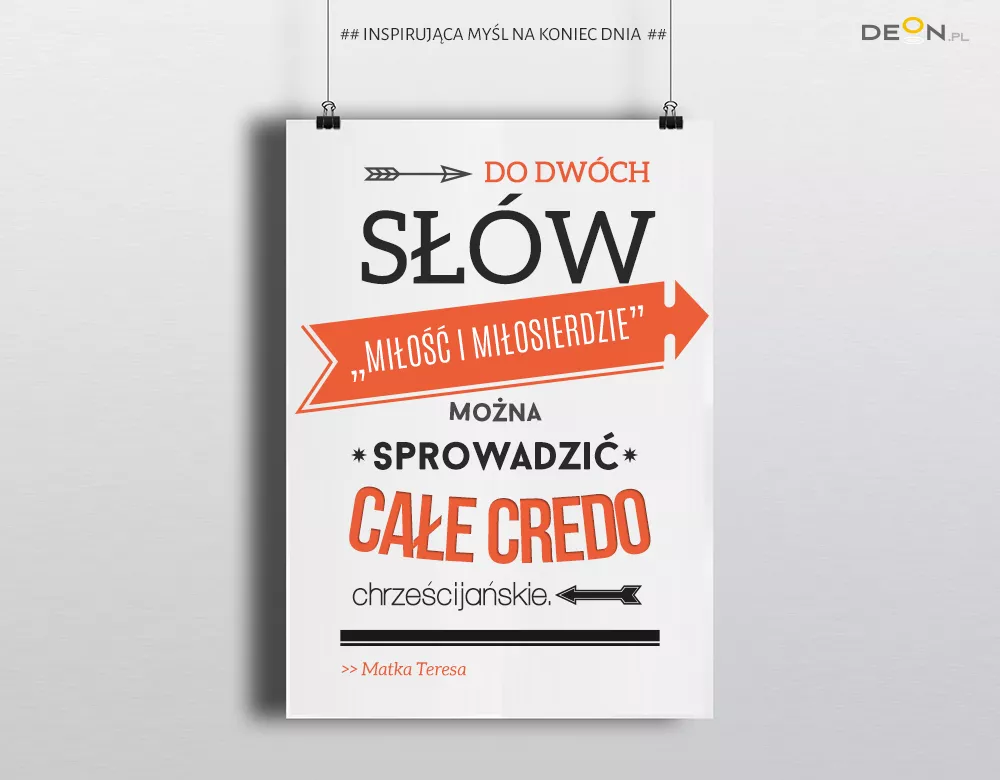 ## INSPIRUJĄCA MYŚL NA KONIEC DNIA ##
DEON.PL
DO DWÓCH
SŁÓW
„MIŁOŚĆ I MIŁOSIERDZIE”
MOŻNA
*SPROWADZIĆ*
CAŁE CREDO
chrześcijańskie.
>> Matka Teresa